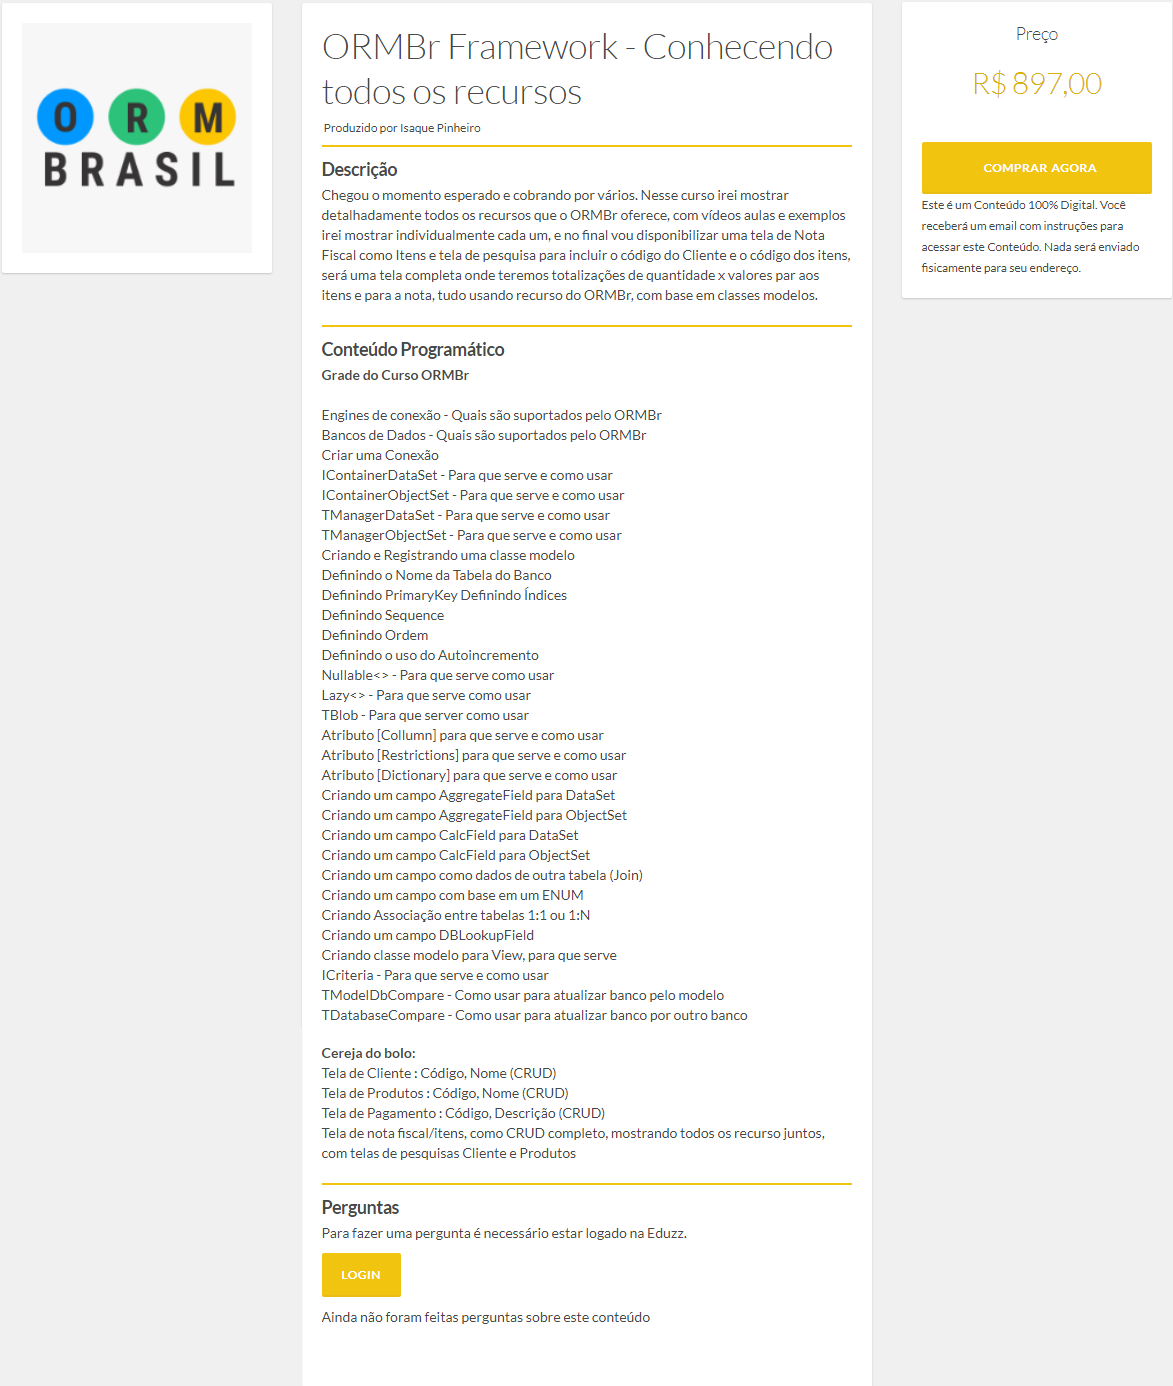 O R M
BRASIL
ORMBr Framework - Conhecendo
todos os recursos
Produzido por Isaque Pinheiro
Descrição
Chegou o momento esperado e cobrando por vários. Nesse curso irei mostrar
detalhadamente todos os recursos que o ORMBr oferece, com vídeos aulas e exemplos
irei mostrar individualmente cada um, e no final vou disponibilizar uma tela de Nota
Fiscal como Itens e tela de pesquisa para incluir o código do Cliente e o código dos itens,
será uma tela completa onde teremos totalizações de quantidade x valores par aos
itens e para a nota, tudo usando recurso do ORMBr, com base em classes modelos.
Conteúdo Programático
Grade do Curso ORMBr
Engines de conexão - Quais são suportados pelo ORMBr
Bancos de Dados - Quais são suportados pelo ORMBr
Criar uma Conexão
IContainerDataSet - Para que serve e como usar
IContainerObjectSet - Para que serve e como usar
TManagerDataSet - Para que serve e como usar
TManagerObjectSet - Para que serve e como usar
Criando e Registrando uma classe modelo
Definindo o Nome da Tabela do Banco
Definindo PrimaryKey Definindo Índices
Definindo Sequence
Definindo Ordem
Definindo o uso do Autoincremento
Nullable<> - Para que serve como usar
Lazy<> - Para que serve como usar
TBlob - Para que server como usar
Atributo [Collumn] para que serve e como usar
Atributo [Restrictions] para que serve e como usar
Atributo [Dictionary] para que serve e como usar
Criando um campo AggregateField para DataSet
Criando um campo AggregateField para ObjectSet
Criando um campo CalcField para DataSet
Criando um campo CalcField para ObjectSet
Criando um campo como dados de outra tabela (Join)
Criando um campo com base em um ENUM
Criando Associação entre tabelas 1:1 ou 1:N
Criando um campo DBLookupField
Criando classe modelo para View, para que serve
ICriteria - Para que serve e como usar
TModelDbCompare - Como usar para atualizar banco pelo modelo
TDatabaseCompare - Como usar para atualizar banco por outro banco
Cereja do bolo:
Tela de Cliente : Código, Nome (CRUD)
Tela de Produtos : Código, Nome (CRUD)
Tela de Pagamento : Código, Descrição (CRUD)
Tela de nota fiscal/itens, como CRUD completo, mostrando todos os recurso juntos,
com telas de pesquisas Cliente e Produtos
Perguntas
Para fazer uma pergunta é necessário estar logado na Eduzz.
LOGIN
Ainda não foram feitas perguntas sobre este conteúdo
Preço
R$ 897,00
COMPRAR AGORA
Este é um Conteúdo 100% Digital. Você
receberá um email com instruções para
acessar este Conteúdo. Nada será enviado
fisicamente para seu endereço.